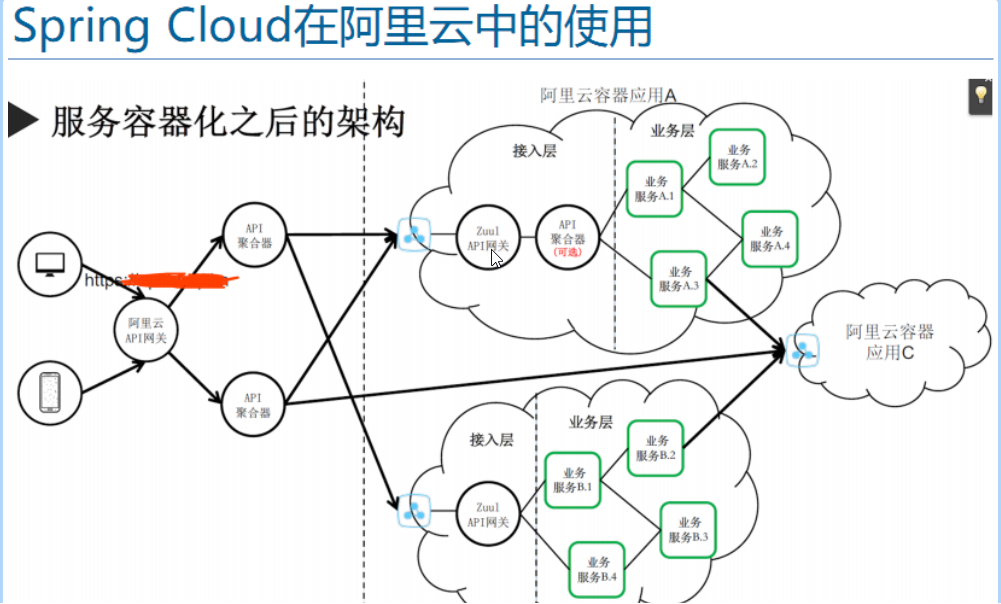 Spring Cloud在阿里云中的使用
服务容器化之后的架构
阿里云容器应用A
接入层
业务层
业务
服务A.2
业务
服务A.1
API
聚合器
Zuul
API网关
API
聚合器
(可选)
业务
服务A.4
https:
业务
服务A.3
阿里云
API网关
阿里云容器
应用C
API
聚合器
接入层
业务层
业务
服务B.2
业务
服务B.1
Zuul
API网关
业务
服务B.3
业务
服务B.4